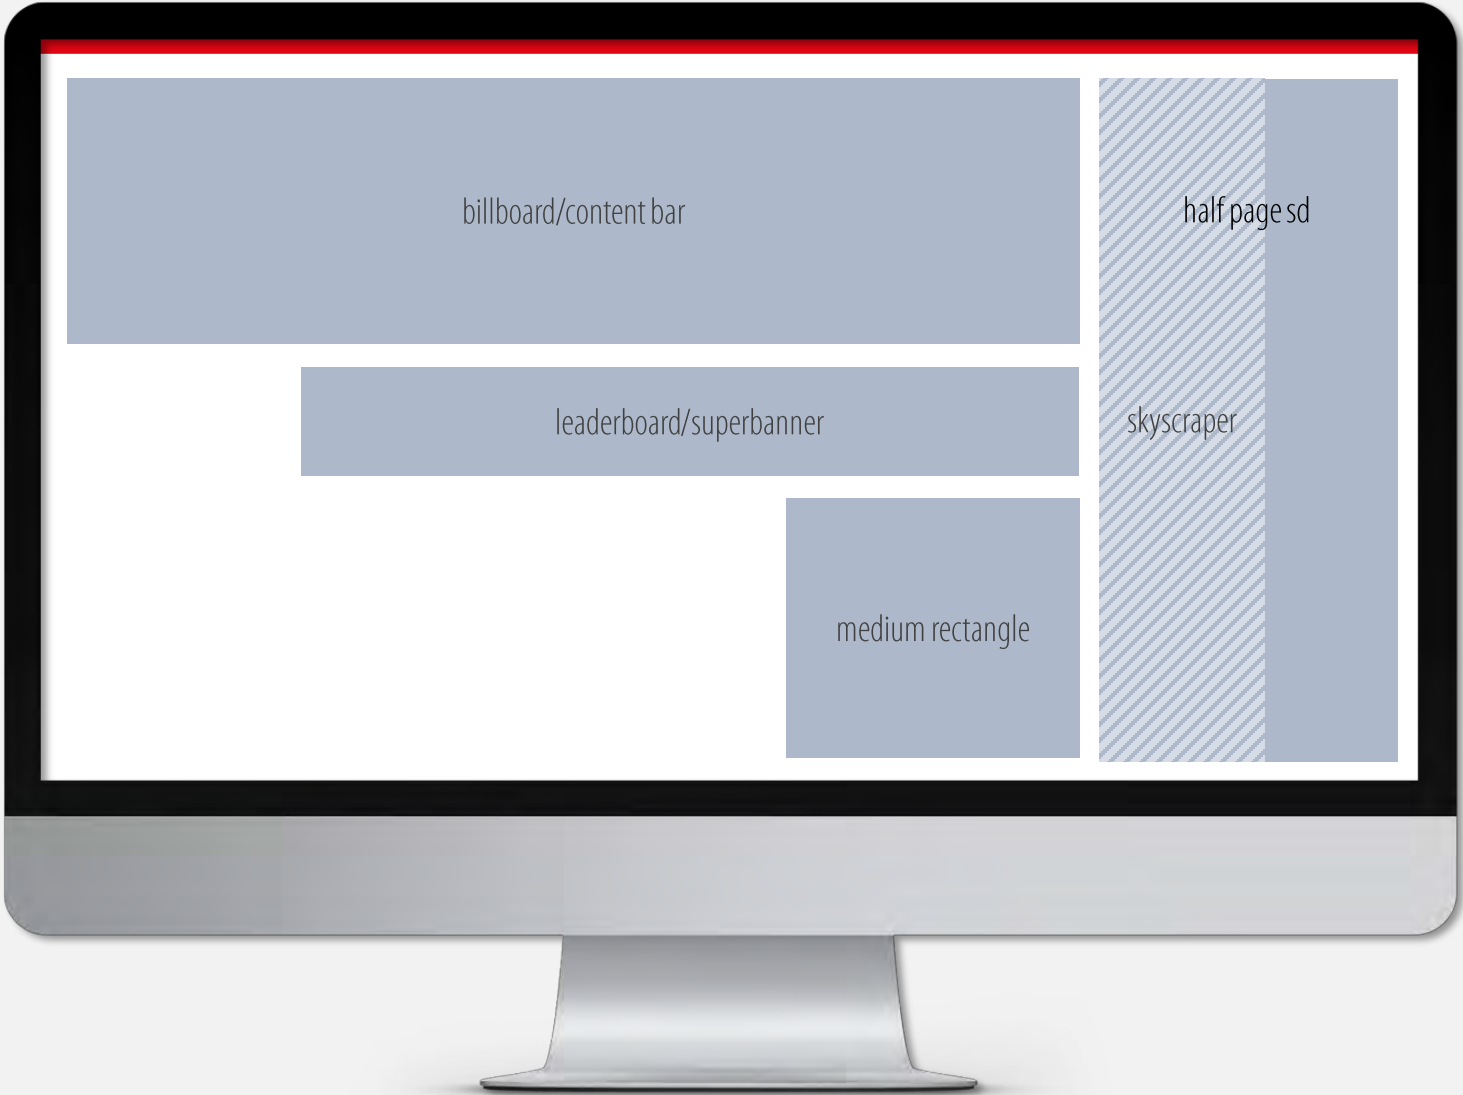 billboard/content bar
half page sd
leaderboard/superbanner
skyscraper
medium rectangle